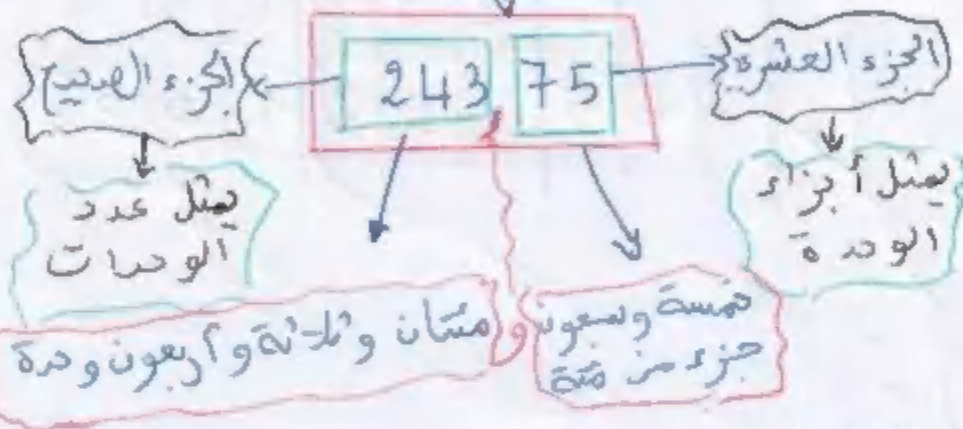 243,75
الجزء العشري
الجزء الصحيح
يمثل أجزاء
الوحدة
يمثل عدد
الوحدات
مئتان وثلاثة وأربعون وحدة
و
خمسة وسبعون
جزء من مئة